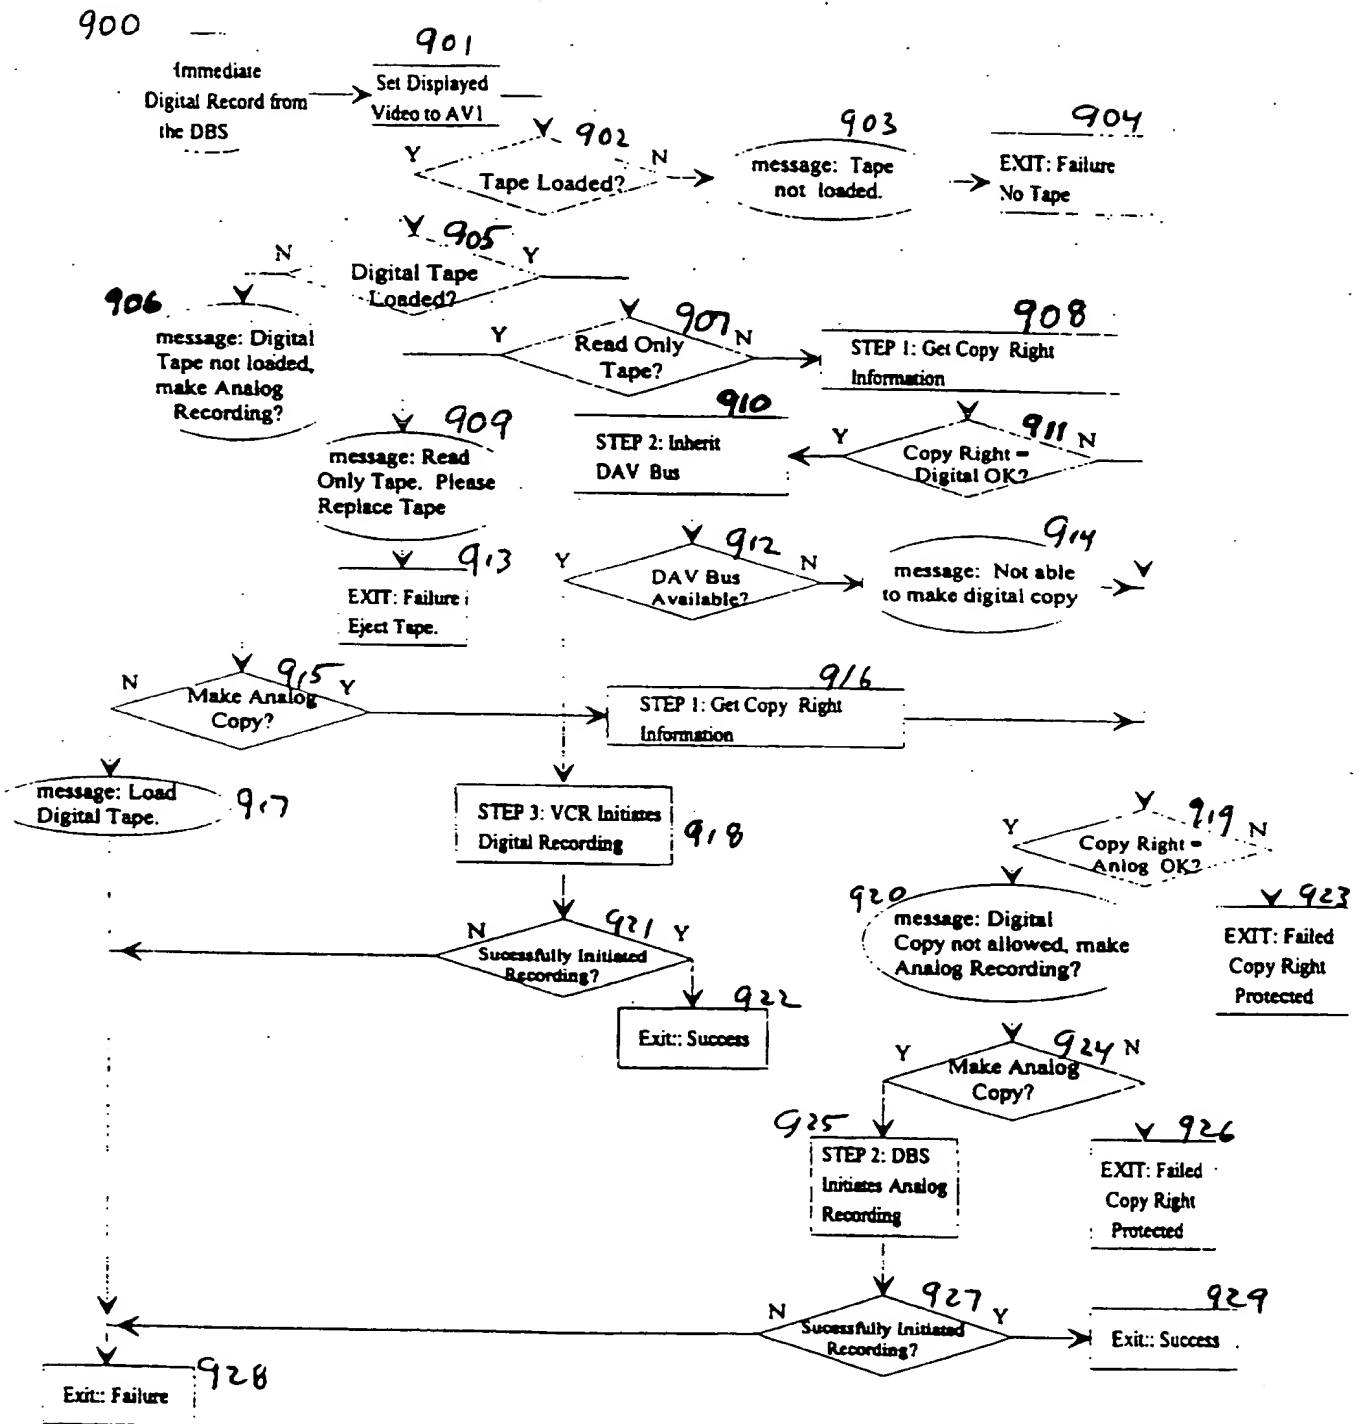 900
901
Immediate
Digital Record from
the DBS
Set Displayed
Video to AV1
902
903
904
Y
N
Tape Loaded?
message: Tape
not loaded.
EXIT: Failure
No Tape
905
N
Y
Digital Tape
Loaded?
906
message: Digital
Tape not loaded,
make Analog
Recording?
907
Y
N
Read Only
Tape?
908
STEP 1: Get Copy Right
Information
909
message: Read
Only Tape. Please
Replace Tape
910
STEP 2: Inherit
DAV Bus
911
Y
N
Copy Right =
Digital OK?
912
Y
N
DAV Bus
Available?
914
message: Not able
to make digital copy
913
EXIT: Failure
Eject Tape.
915
N
Y
Make Analog
Copy?
916
STEP 1: Get Copy Right
Information
message: Load
Digital Tape.
917
STEP 3: VCR Initiates
Digital Recording
918
919
Y
N
Copy Right =
Anlog OK?
920
message: Digital
Copy not allowed, make
Analog Recording?
923
EXIT: Failed
Copy Right
Protected
921
N
Y
Sucessfully Initiated
Recording?
922
Exit:: Success
924
Y
N
Make Analog
Copy?
925
STEP 2: DBS
Initiates Analog
Recording
926
EXIT: Failed
Copy Right
Protected
927
N
Y
Sucessfully Initiated
Recording?
929
Exit:: Success
928
Exit:: Failure